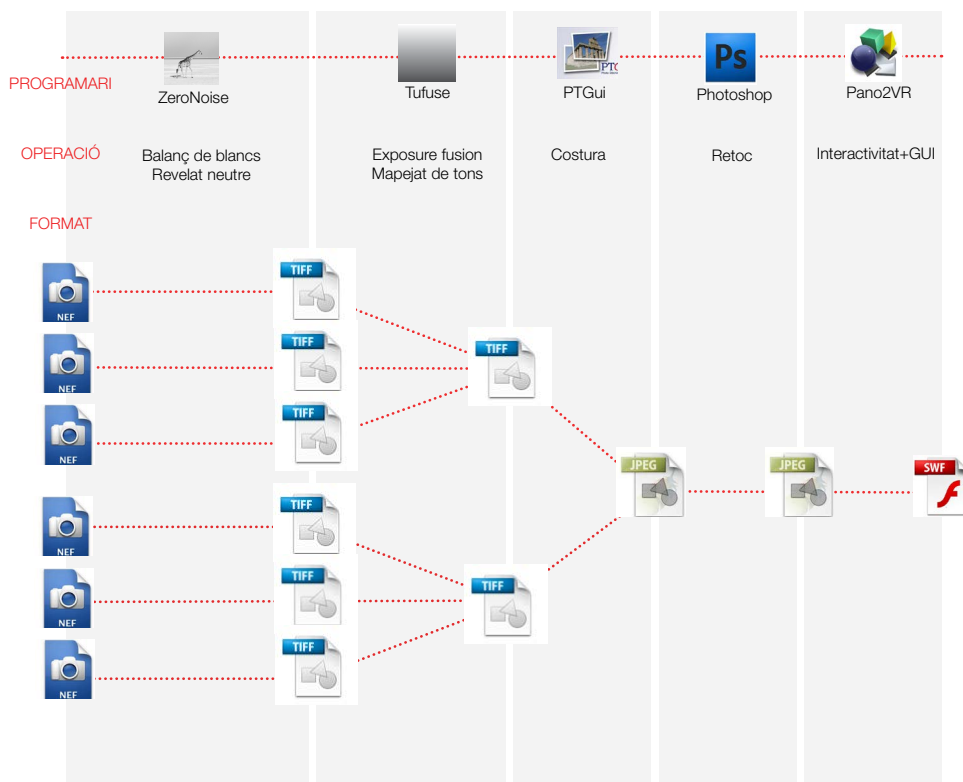 PROGRAMARI
ZeroNoise
Tufuse
PTGui
Photoshop
Pano2VR
PTG
Ps
OPERACIÓ
Balanç de blancs
Revelat neutre
Exposure fusion
Mapejat de tons
Costura
Retoc
Interactivitat+GUI
FORMAT
NEF
TIFF
NEF
TIFF
TIFF
NEF
TIFF
JPEG
JPEG
SWF
NEF
TIFF
NEF
TIFF
TIFF
NEF
TIFF